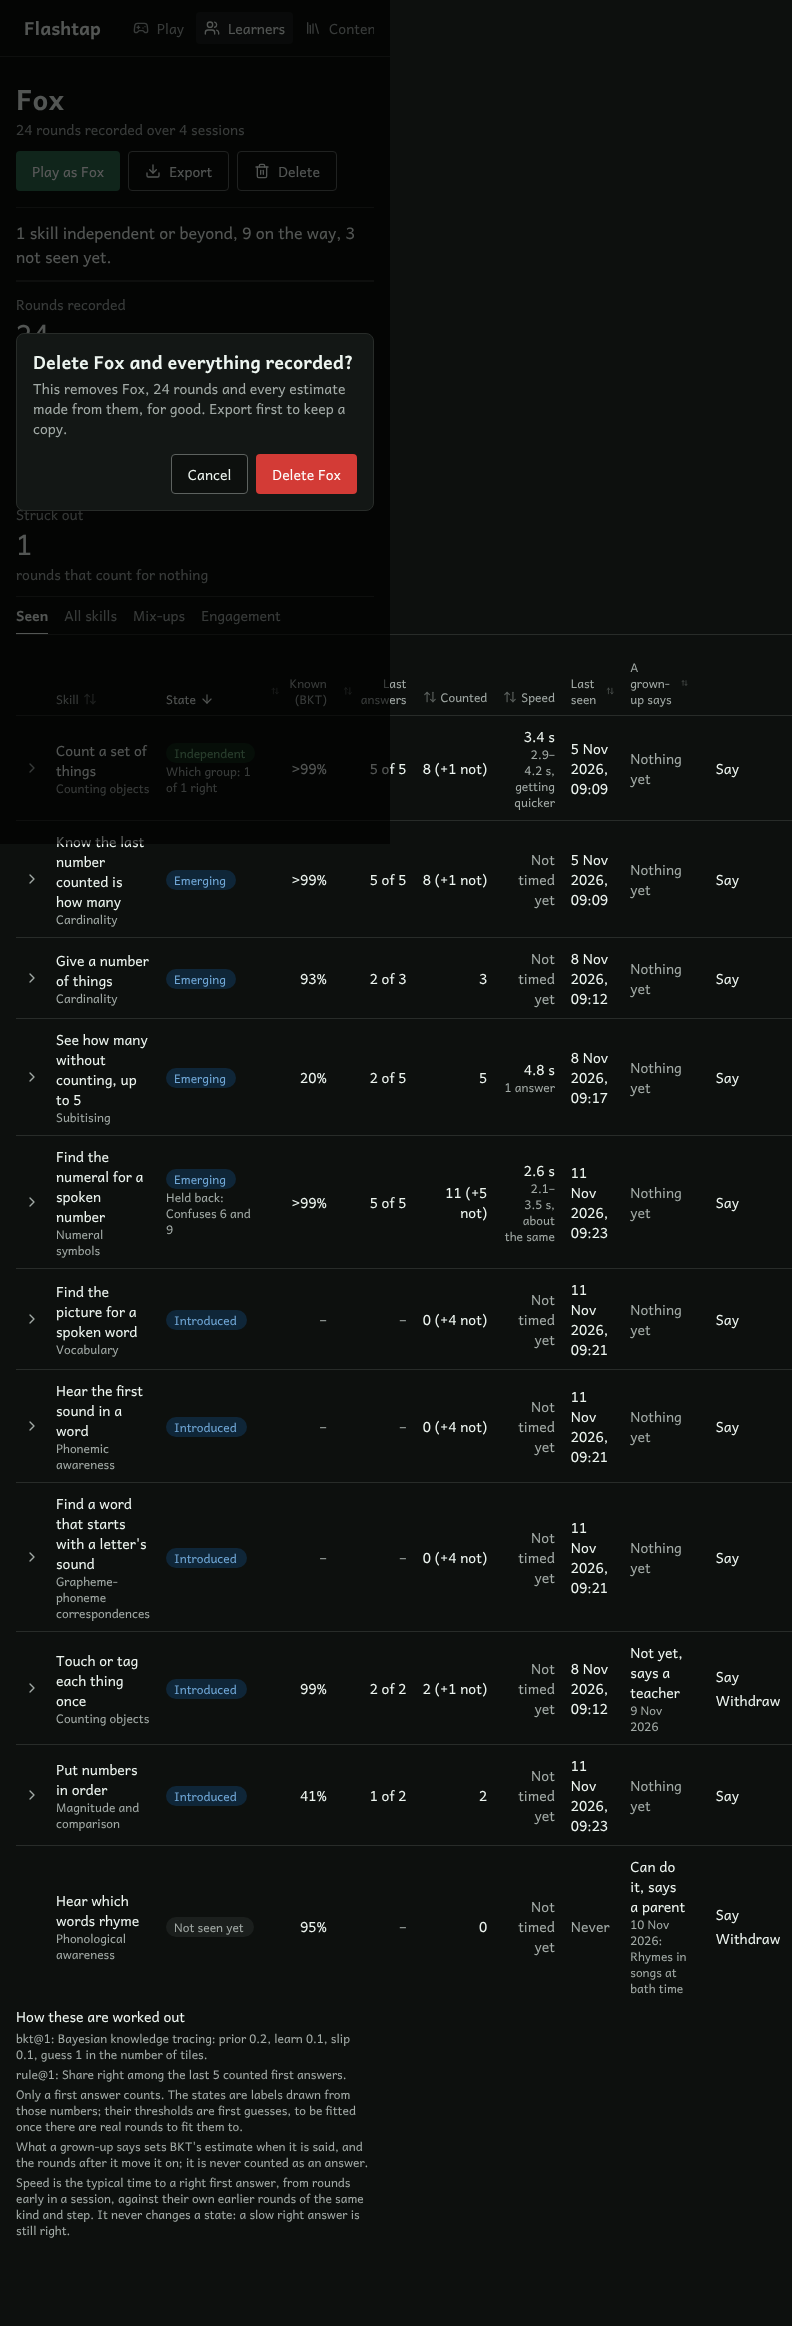 Flashtap Play Learners Conten
Fox
24 rounds recorded over 4 sessions
Play as Fox Export Delete
1 skill independent or beyond, 9 on the way, 3
not seen yet.
Rounds recorded
24
Delete Fox and everything recorded?
This removes Fox, 24 rounds and every estimate
made from them, for good. Export first to keep a
copy.
Cancel Delete Fox
Struck out
1
rounds that count for nothing
Seen All skills Mix-ups Engagement
Skill State Known
(BKT) Last
answers Counted Speed Last
seen A
grown-
up says
Count a set of
things
Counting objects
Independent
Which group: 1
of 1 right
>99%
5 of 5
8 (+1 not)
3.4 s
2.9–
4.2 s,
getting
quicker
5 Nov
2026,
09:09
Nothing
yet
Say
Know the last
number
counted is
how many
Cardinality
Emerging
>99%
5 of 5
8 (+1 not)
Not
timed
yet
5 Nov
2026,
09:09
Nothing
yet
Say
Give a number
of things
Cardinality
Emerging
93%
2 of 3
3
Not
timed
yet
8 Nov
2026,
09:12
Nothing
yet
Say
See how many
without
counting, up
to 5
Subitising
Emerging
20%
2 of 5
5
4.8 s
1 answer
8 Nov
2026,
09:17
Nothing
yet
Say
Find the
numeral for a
spoken
number
Numeral
symbols
Emerging
Held back:
Confuses 6 and
9
>99%
5 of 5
11 (+5
not)
2.6 s
2.1–
3.5 s,
about
the same
11
Nov
2026,
09:23
Nothing
yet
Say
Find the
picture for a
spoken word
Vocabulary
Introduced
–
–
0 (+4 not)
Not
timed
yet
11
Nov
2026,
09:21
Nothing
yet
Say
Hear the first
sound in a
word
Phonemic
awareness
Introduced
–
–
0 (+4 not)
Not
timed
yet
11
Nov
2026,
09:21
Nothing
yet
Say
Find a word
that starts
with a letter's
sound
Grapheme-
phoneme
correspondences
Introduced
–
–
0 (+4 not)
Not
timed
yet
11
Nov
2026,
09:21
Nothing
yet
Say
Touch or tag
each thing
once
Counting objects
Introduced
99%
2 of 2
2 (+1 not)
Not
timed
yet
8 Nov
2026,
09:12
Not yet,
says a
teacher
9 Nov
2026
Say
Withdraw
Put numbers
in order
Magnitude and
comparison
Introduced
41%
1 of 2
2
Not
timed
yet
11
Nov
2026,
09:23
Nothing
yet
Say
Hear which
words rhyme
Phonological
awareness
Not seen yet
95%
–
0
Not
timed
yet
Never
Can do
it, says
a parent
10 Nov
2026:
Rhymes in
songs at
bath time
Say
Withdraw
How these are worked out
bkt@1: Bayesian knowledge tracing: prior 0.2, learn 0.1, slip
0.1, guess 1 in the number of tiles.
rule@1: Share right among the last 5 counted first answers.
Only a first answer counts. The states are labels drawn from
those numbers; their thresholds are first guesses, to be fitted
once there are real rounds to fit them to.
What a grown-up says sets BKT's estimate when it is said, and
the rounds after it move it on; it is never counted as an answer.
Speed is the typical time to a right first answer, from rounds
early in a session, against their own earlier rounds of the same
kind and step. It never changes a state: a slow right answer is
still right.